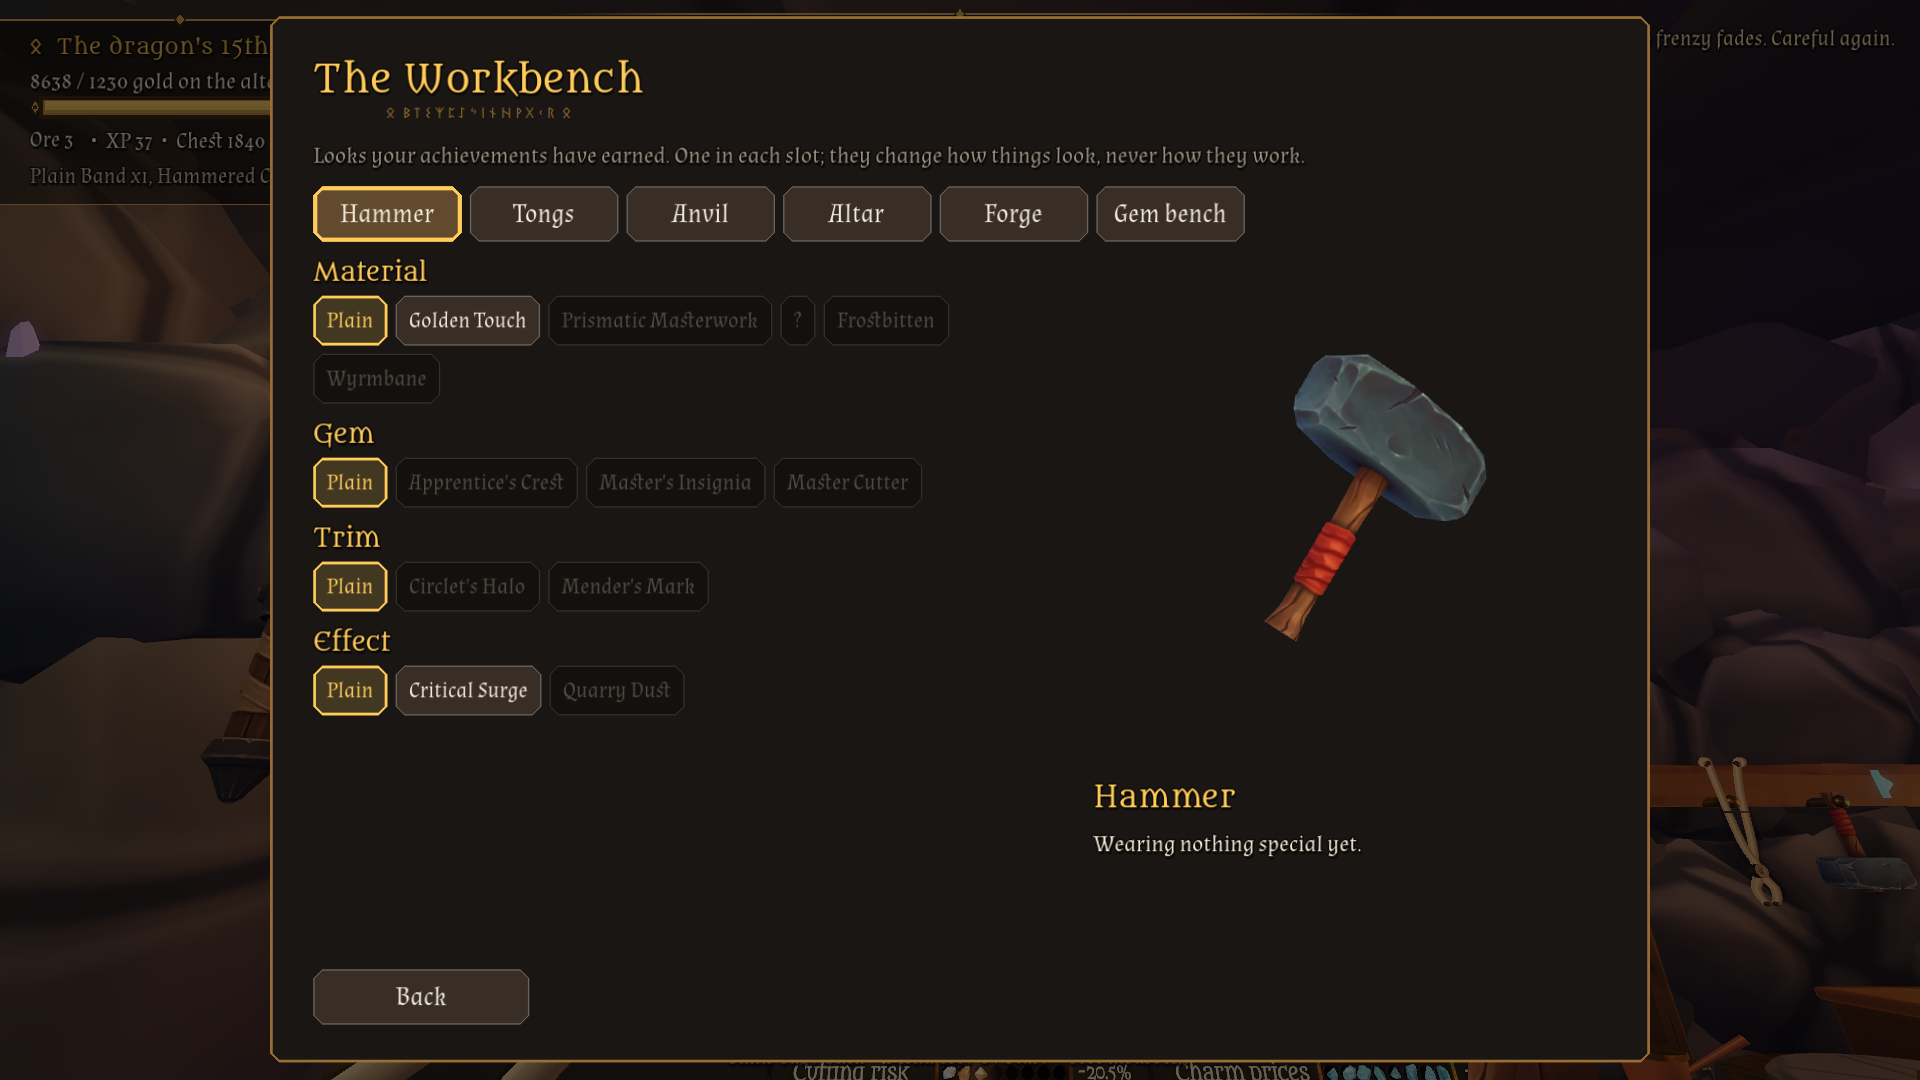 The dragon's 15th
8638 / 1230 gold on the alt
Ore 3 • XP 37 • Chest 1840
Plain Band x1, Hammered C
frenzy fades. Careful again.
The Workbench
Looks your achievements have earned. One in each slot; they change how things look, never how they work.
Hammer Tongs Anvil Altar Forge Gem bench
Material
Plain Golden Touch Prismatic Masterwork ? Frostbitten
Wyrmbane
Gem
Plain Apprentice's Crest Master's Insignia Master Cutter
Trim
Plain Circlet's Halo Mender's Mark
Effect
Plain Critical Surge Quarry Dust
Hammer
Wearing nothing special yet.
Back
Cutting risk -20.5% Charm prices